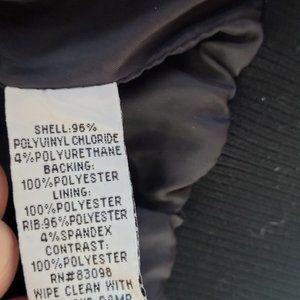 SHELL:96%
POLYVINYL CHLORIDE
4%POLYURETHANE
BACKING:
100%POLYESTER
LINING:
100%POLYESTER
RIB:96%POLYESTER
4%SPANDEX
CONTRAST:
100%POLYESTER
RN#83098
WIPE CLEAN WITH
DAMP